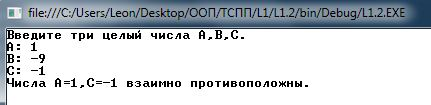 file:///C:/Users/Leon/Desktop/ООП/ТСПП/L1/L1.2/bin/Debug/L1.2.EXE
Введите три целый числа A,B,C.
A: 1
B: -9
C: -1
Числа A=1,C=-1 взаимно противоположны.